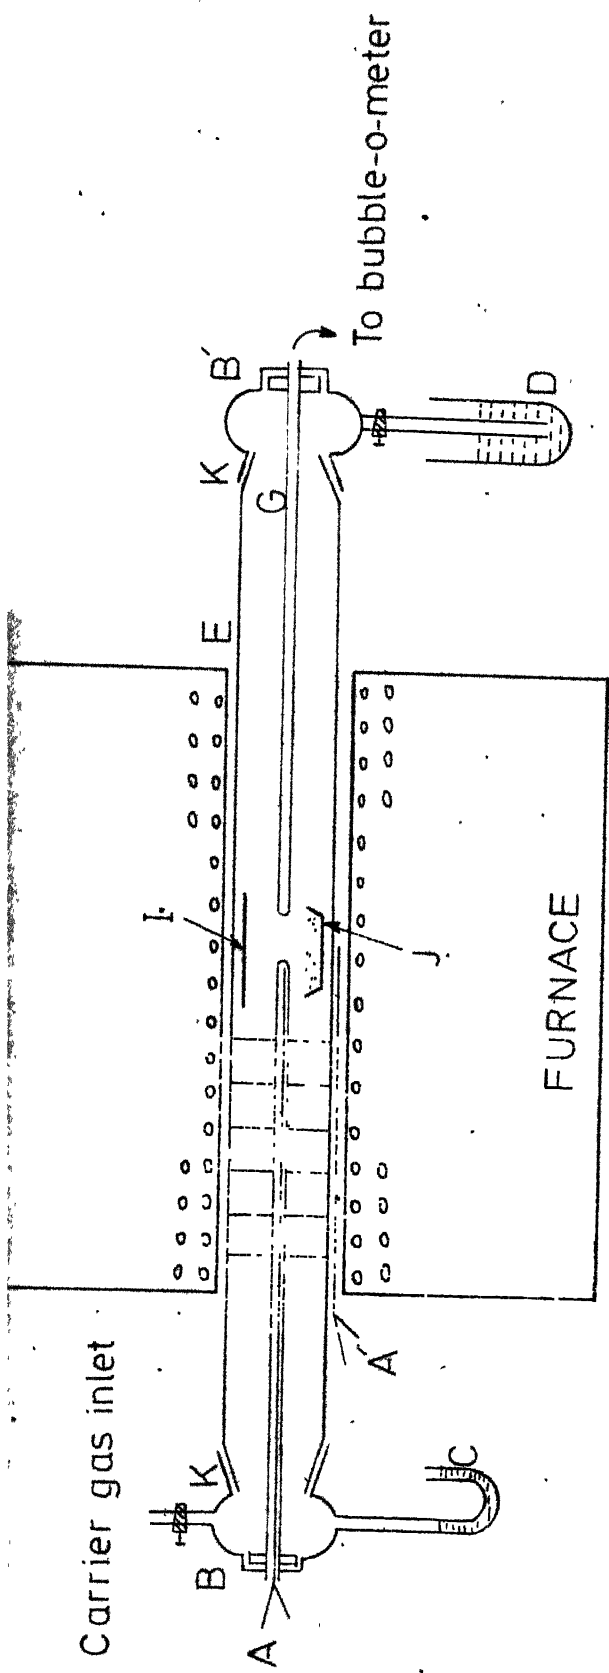 Carrier gas inlet
A
B
K
C
A'
I
J
FURNACE
E
G
K
B'
D
To bubble-o-meter